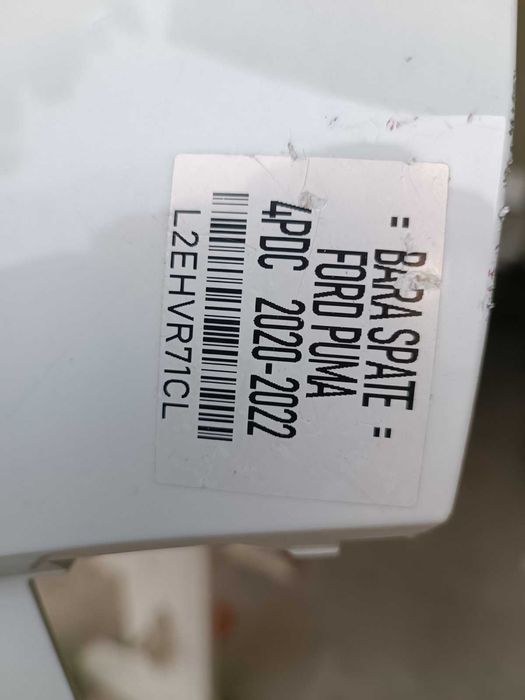 = BARA SPATE =
FORD PUMA
4PDC 2020-2022
L2EHVR71CL